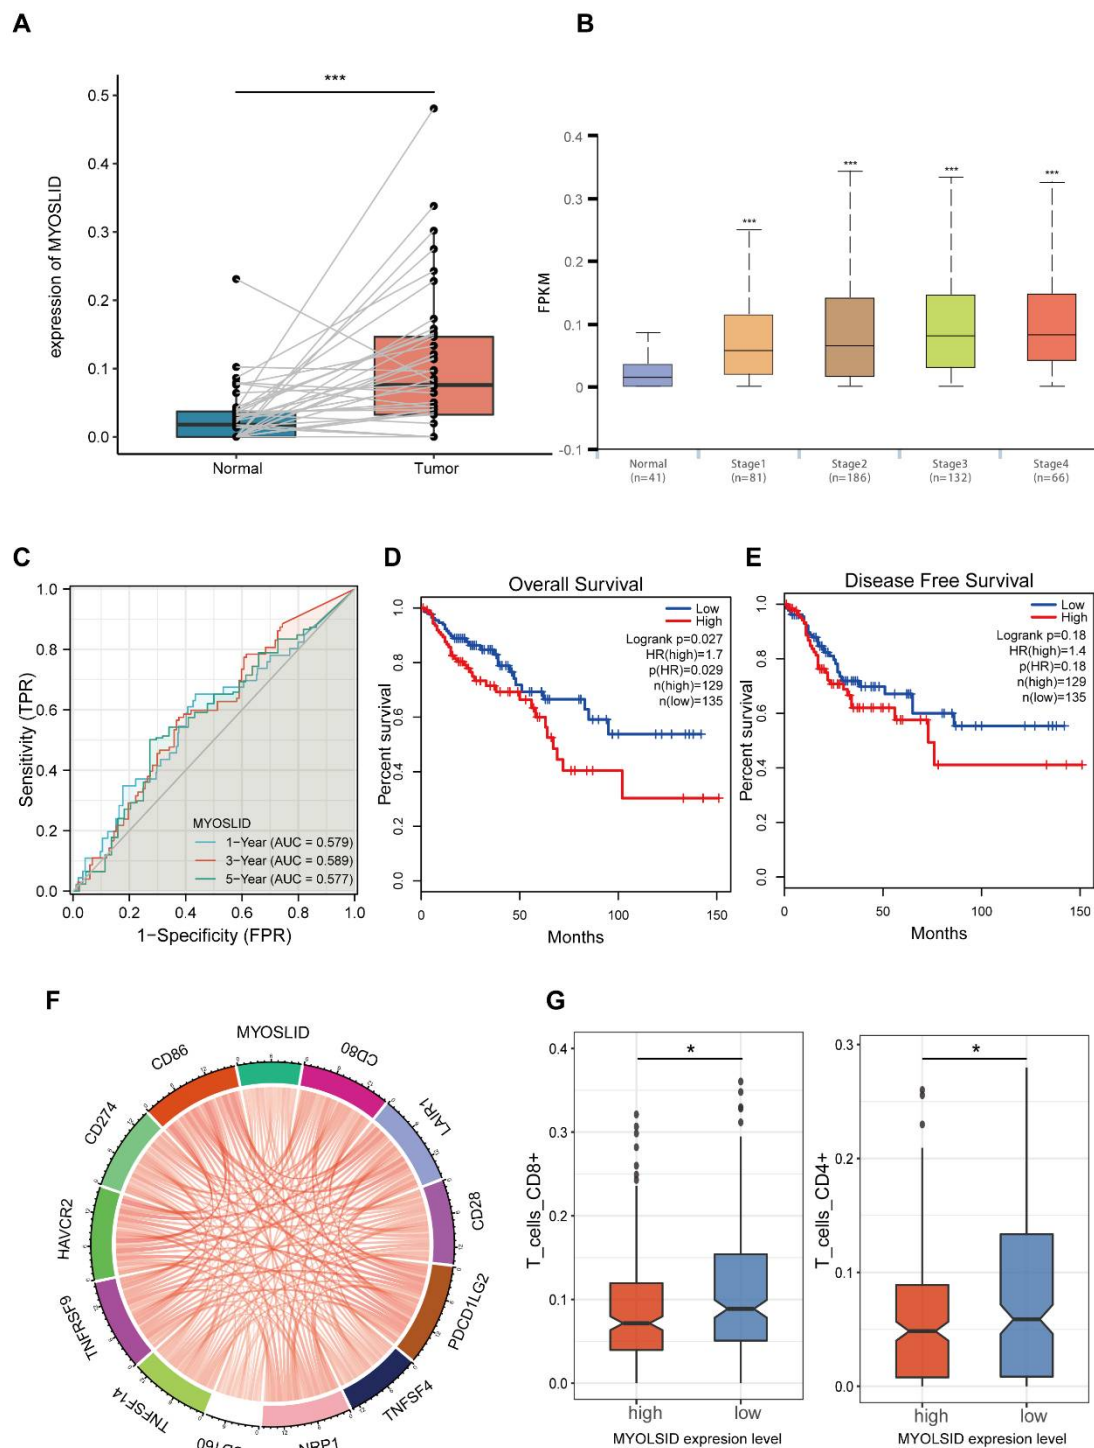 A
***
0.5
0.4
0.3
0.2
0.1
0.0
expression of MYOSLID
Normal
Tumor
B
0.4
0.3
0.2
0.1
0
-0.1
FPKM
***
***
***
***
Normal
(n=41)
Stage1
(n=81)
Stage2
(n=186)
Stage3
(n=132)
Stage4
(n=66)
C
1.0
0.8
0.6
0.4
0.2
0.0
Sensitivity (TPR)
MYOSLID
1−Year (AUC = 0.579)
3−Year (AUC = 0.589)
5−Year (AUC = 0.577)
0.0 0.2 0.4 0.6 0.8 1.0
1−Specificity (FPR)
D
Overall Survival
Low
High
Logrank p=0.027
HR(high)=1.7
p(HR)=0.029
n(high)=129
n(low)=135
1.0
0.8
0.6
0.4
0.2
0.0
Percent survival
0 50 100 150
Months
E
Disease Free Survival
Low
High
Logrank p=0.18
HR(high)=1.4
p(HR)=0.18
n(high)=129
n(low)=135
1.0
0.8
0.6
0.4
0.2
0.0
Percent survival
0 50 100 150
Months
F
MYOSLID
CD80
LAIR1
CD28
PDCD1LG2
TNFSF4
NRP1
TNFSF14
TNFRSF9
HAVCR2
CD274
CD86
G
0.4
0.3
0.2
0.1
0.0
T_cells_CD8+
*
high
low
MYOLSID expresion level
0.3
0.2
0.1
0.0
T_cells_CD4+
*
high
low
MYOLSID expresion level